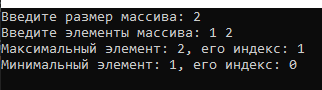 Введите размер массива: 2
Введите элементы массива: 1 2
Максимальный элемент: 2, его индекс: 1
Минимальный элемент: 1, его индекс: 0